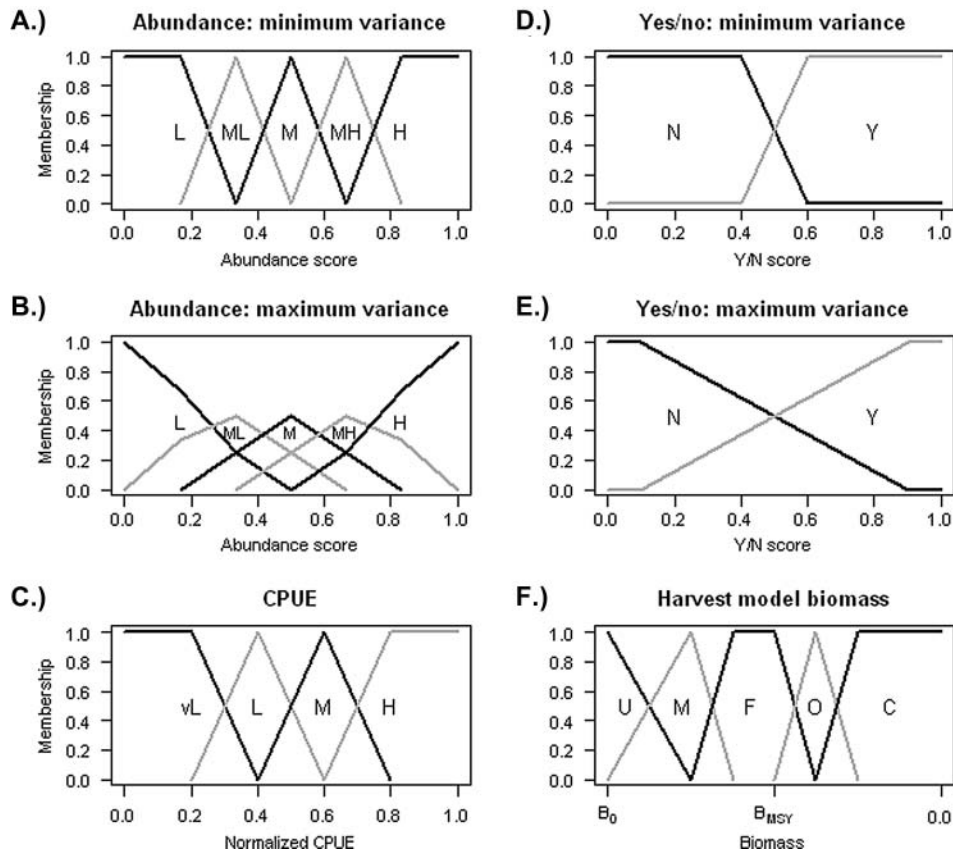 A.)
Abundance: minimum variance
Membership
1.0
0.8
0.6
0.4
0.2
0.0
L ML M MH H
0.0 0.2 0.4 0.6 0.8 1.0
Abundance score
D.)
Yes/no: minimum variance
1.0
0.8
0.6
0.4
0.2
0.0
N Y
0.0 0.2 0.4 0.6 0.8 1.0
Y/N score
B.)
Abundance: maximum variance
Membership
1.0
0.8
0.6
0.4
0.2
0.0
L ML M MH H
0.0 0.2 0.4 0.6 0.8 1.0
Abundance score
E.)
Yes/no: maximum variance
1.0
0.8
0.6
0.4
0.2
0.0
N Y
0.0 0.2 0.4 0.6 0.8 1.0
Y/N score
C.)
CPUE
Membership
1.0
0.8
0.6
0.4
0.2
0.0
vL L M H
0.0 0.2 0.4 0.6 0.8 1.0
Normalized CPUE
F.)
Harvest model biomass
1.0
0.8
0.6
0.4
0.2
0.0
U M F O C
B0 BMSY 0.0
Biomass